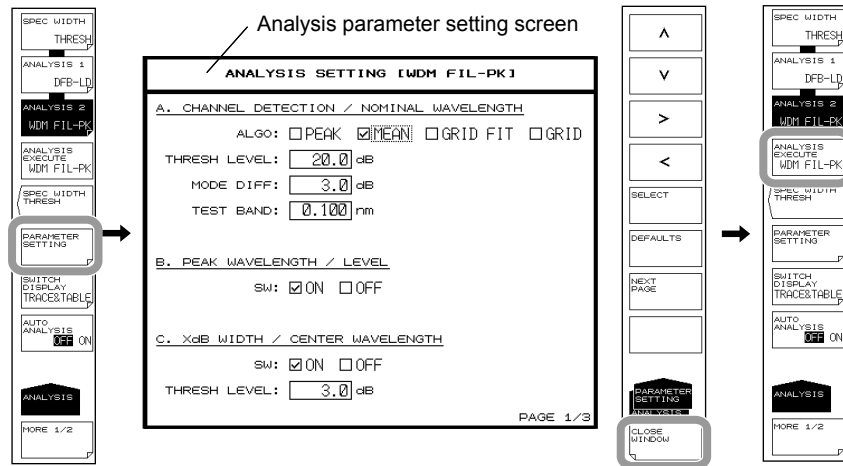 Analysis parameter setting screen
SPEC WIDTH
THRESH
ANALYSIS 1
DFB-LD
ANALYSIS 2
WDM FIL-PK
ANALYSIS
EXECUTE
WDM FIL-PK
SPEC WIDTH
THRESH
PARAMETER
SETTING
SWITCH
DISPLAY
TRACE&TABLE
AUTO
ANALYSIS
OFF ON
ANALYSIS
MORE 1/2
ANALYSIS SETTING [WDM FIL-PK]
A. CHANNEL DETECTION / NOMINAL WAVELENGTH
ALGO: ☐PEAK ☑MEAN ☐GRID FIT ☐GRID
THRESH LEVEL: 20.0 dB
MODE DIFF: 3.0 dB
TEST BAND: 0.100 nm
B. PEAK WAVELENGTH / LEVEL
SW: ☑ON ☐OFF
C. XdB WIDTH / CENTER WAVELENGTH
SW: ☑ON ☐OFF
THRESH LEVEL: 3.0 dB
PAGE 1/3
SELECT
DEFAULTS
NEXT
PAGE
PARAMETER
SETTING
ANALYSIS
CLOSE
WINDOW
SPEC WIDTH
THRESH
ANALYSIS 1
DFB-LD
ANALYSIS 2
WDM FIL-PK
ANALYSIS
EXECUTE
WDM FIL-PK
SPEC WIDTH
THRESH
PARAMETER
SETTING
SWITCH
DISPLAY
TRACE&TABLE
AUTO
ANALYSIS
OFF ON
ANALYSIS
MORE 1/2